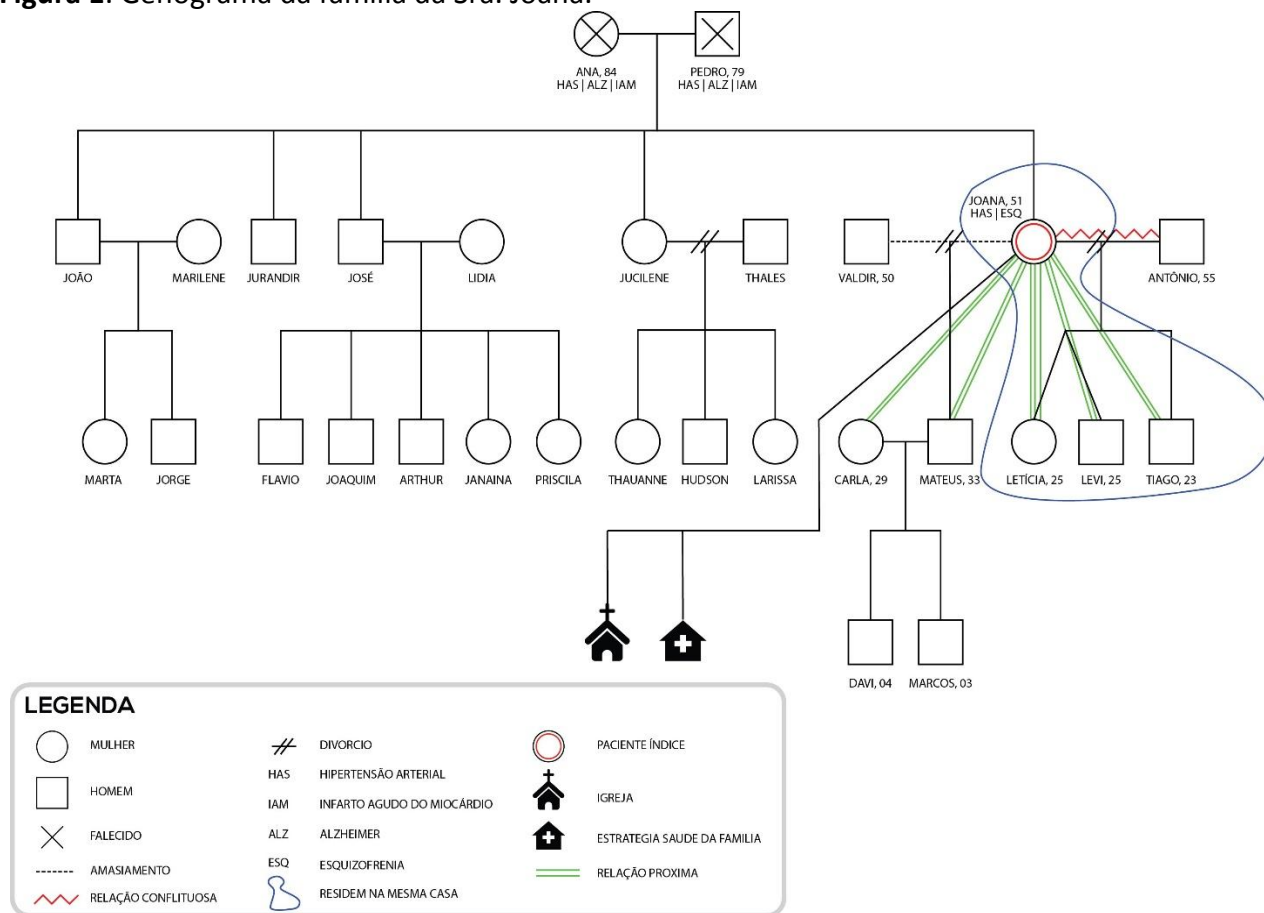 Figura 2. Genograma da família da Sra. Joana.
ANA, 84
HAS | ALZ | IAM
PEDRO, 79
HAS | ALZ | IAM
JOANA, 51
HAS | ESQ
JOÃO
MARILENE
JURANDIR
JOSÉ
LIDIA
JUCILENE
THALES
VALDIR, 50
ANTÔNIO, 55
MARTA
JORGE
FLAVIO
JOAQUIM
ARTHUR
JANAINA
PRISCILA
THAUANNE
HUDSON
LARISSA
CARLA, 29
MATEUS, 33
LETÍCIA, 25
LEVI, 25
TIAGO, 23
DAVI, 04
MARCOS, 03
LEGENDA
MULHER
HOMEM
FALECIDO
AMASIAMENTO
RELAÇÃO CONFLITUOSA
DIVORCIO
HAS HIPERTENSÃO ARTERIAL
IAM INFARTO AGUDO DO MIOCÁRDIO
ALZ ALZHEIMER
ESQ ESQUIZOFRENIA
RESIDEM NA MESMA CASA
PACIENTE ÍNDICE
IGREJA
ESTRATEGIA SAUDE DA FAMILIA
RELAÇÃO PROXIMA